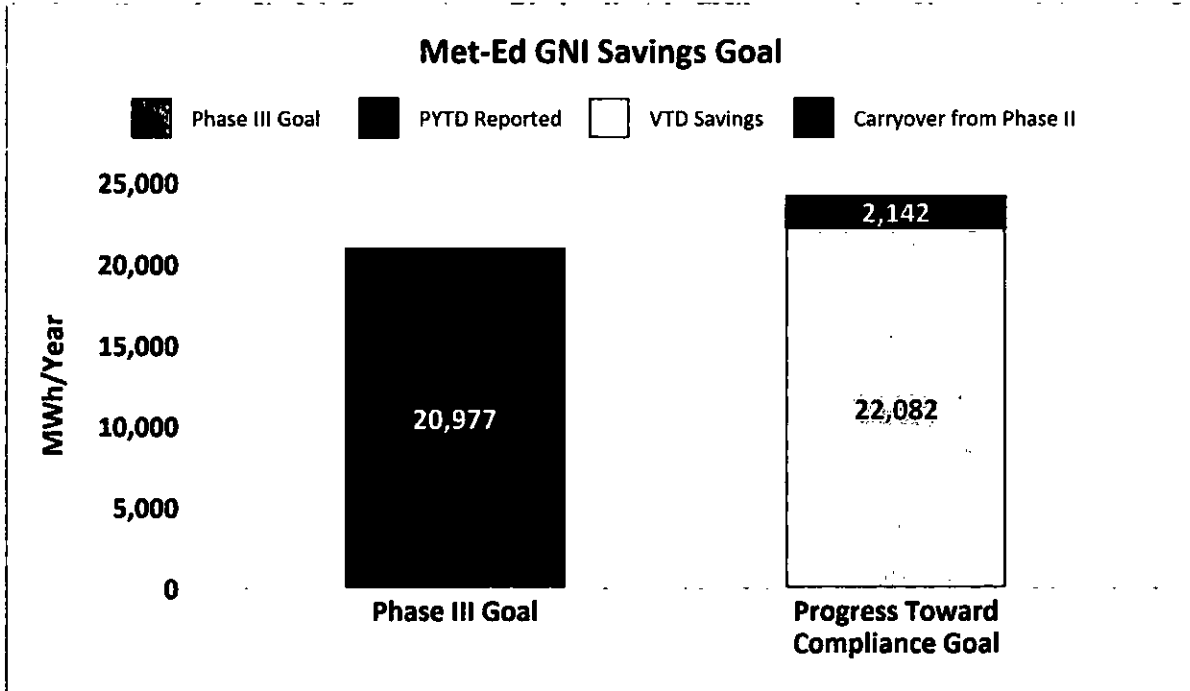 Met-Ed GNI Savings Goal
Phase III Goal PYTD Reported VTD Savings Carryover from Phase II
25,000
20,000
15,000
10,000
5,000
0
MWh/Year
2,142
20,977
22,082
Phase III Goal
Progress Toward
Compliance Goal